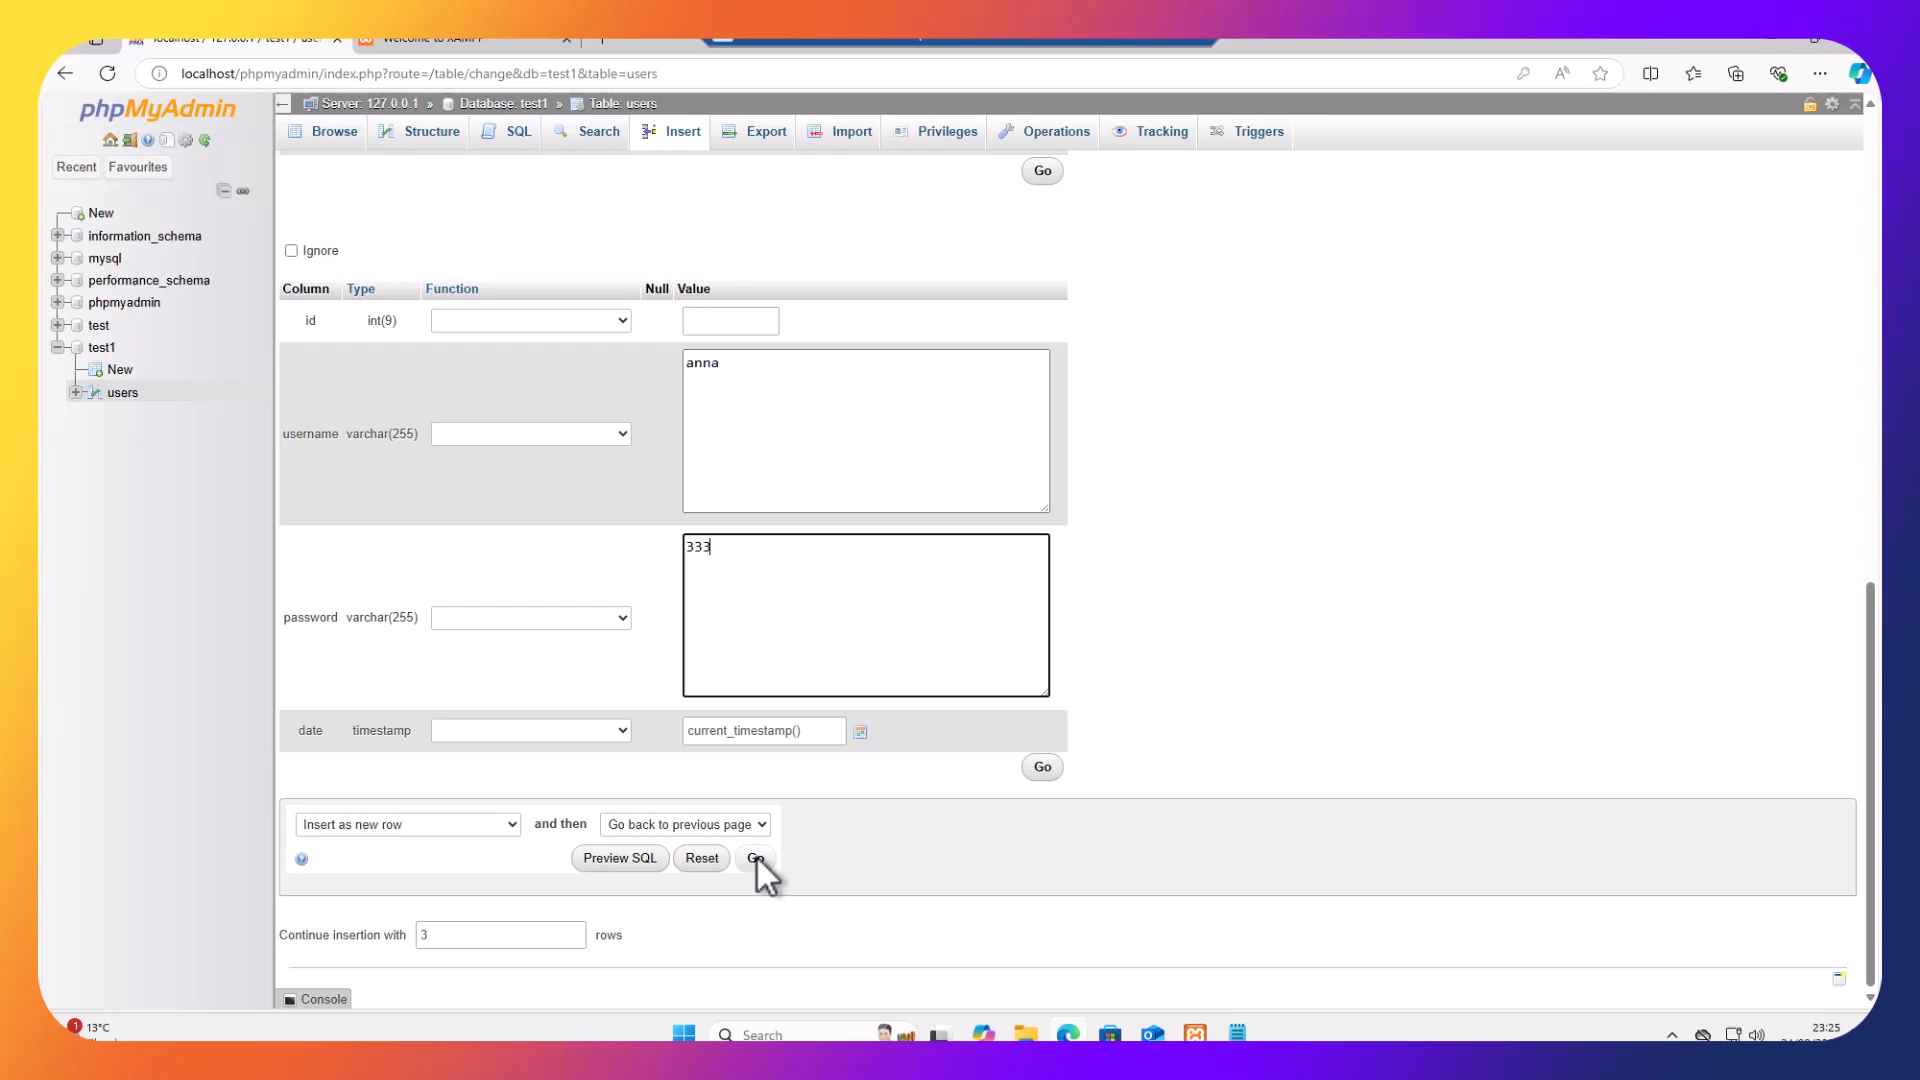 localhost/phpmyadmin/index.php?route=/table/change&db=test1&table=users
phpMyAdmin
Server: 127.0.0.1 » Database: test1 » Table: users
Browse Structure SQL Search Insert Export Import Privileges Operations Tracking Triggers
Recent Favourites
New
information_schema
mysql
performance_schema
phpmyadmin
test
test1
New
users
Go
Ignore
Column Type Function Null Value
id int(9)
username varchar(255) anna
password varchar(255) 333
date timestamp current_timestamp()
Go
Insert as new row and then Go back to previous page
Preview SQL Reset Go
Continue insertion with 3 rows
Console
1 13°C
Search
23:25